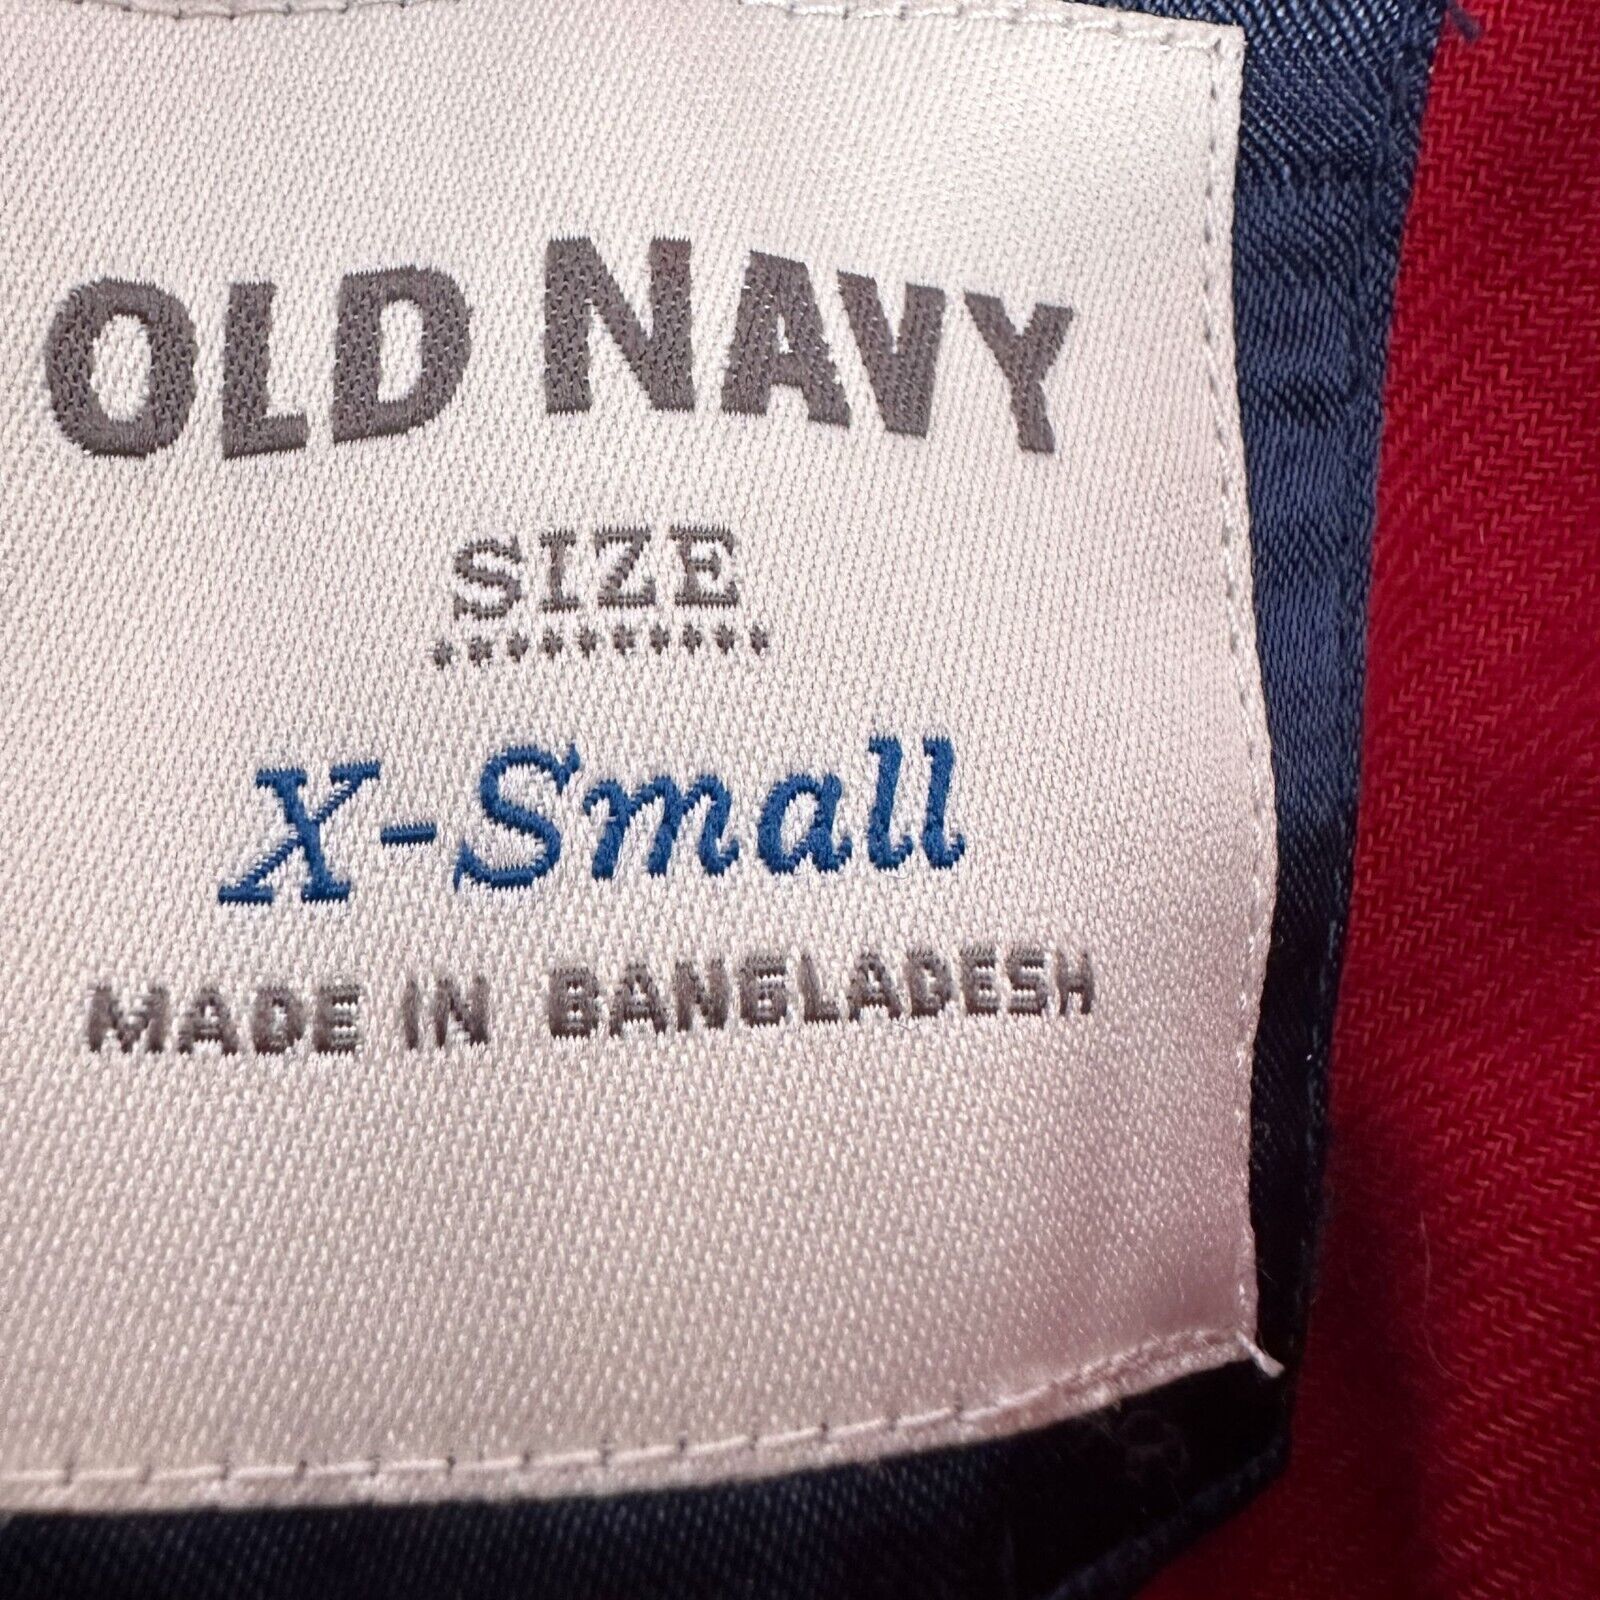 OLD NAVY
SIZE
X-Small
MADE IN BANGLADESH